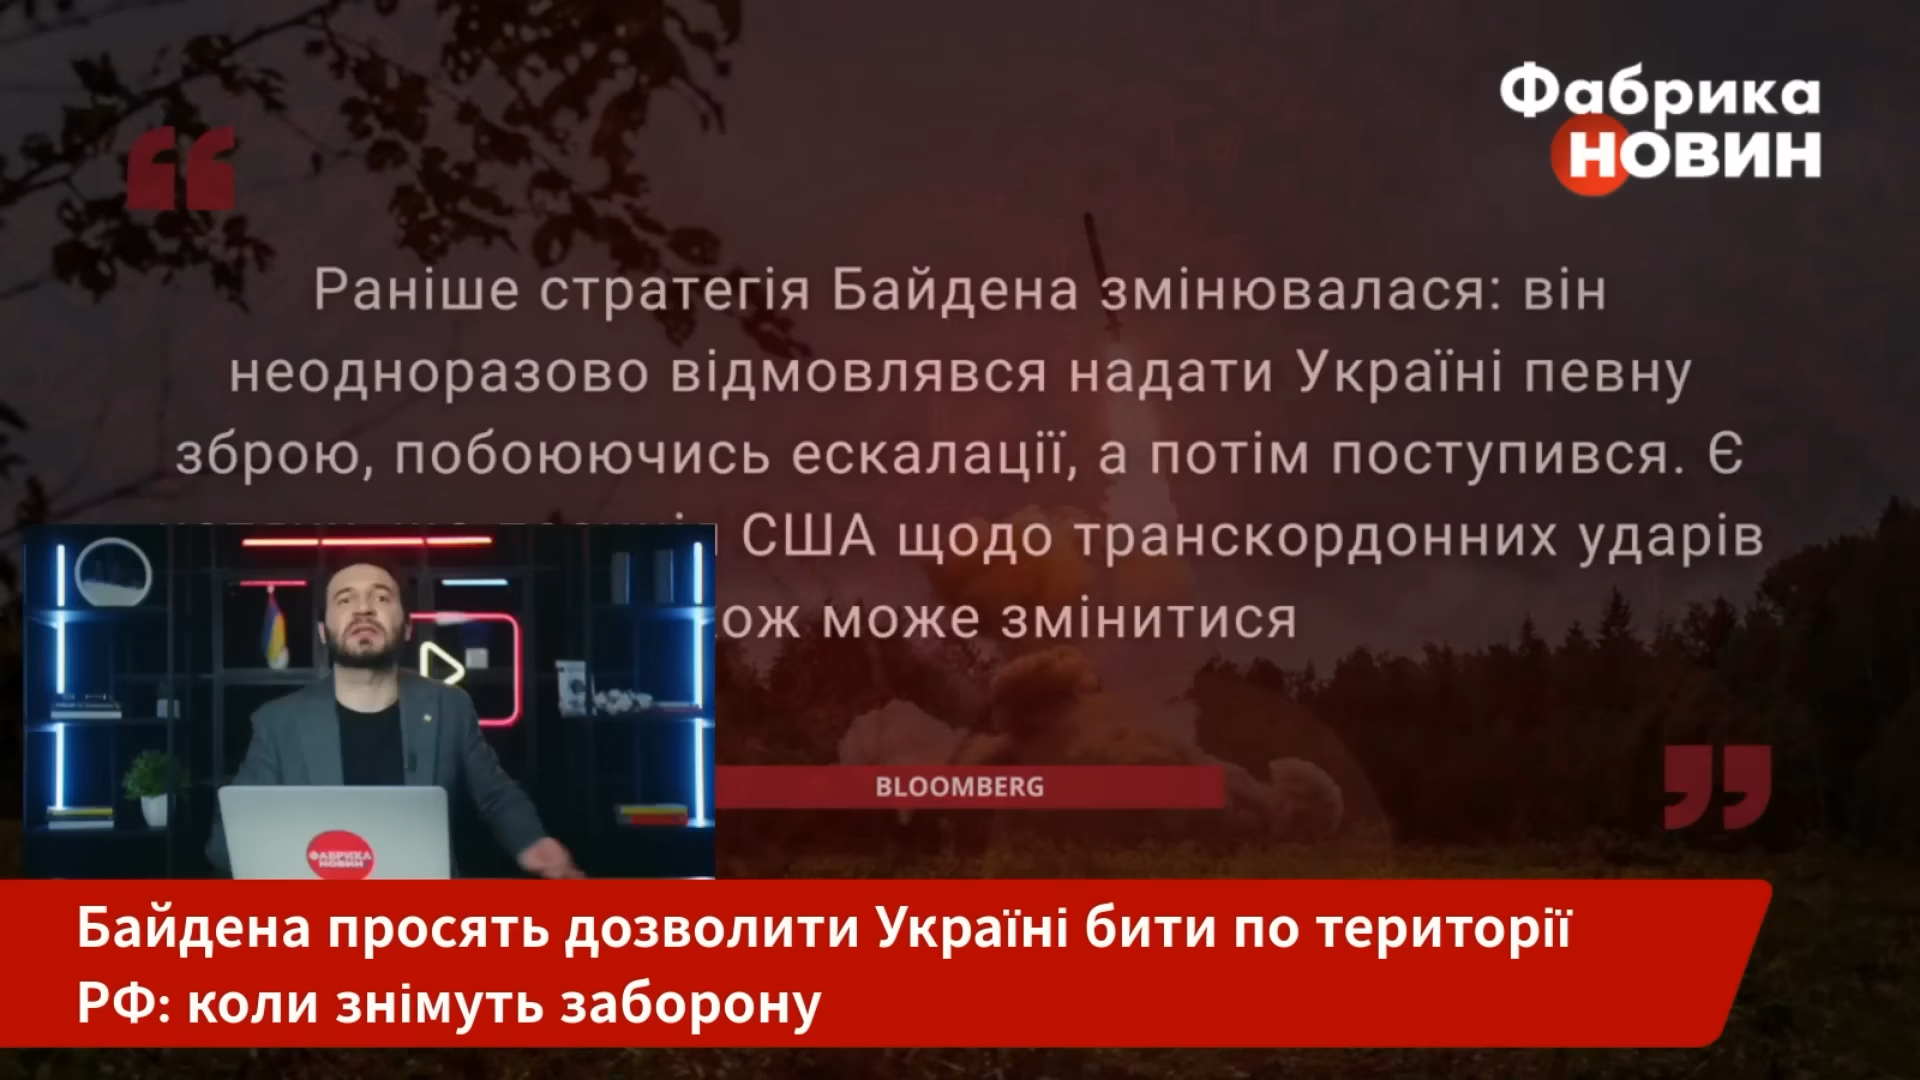 Фабрика
НОВИН
Раніше стратегія Байдена змінювалася: він
неодноразово відмовлявся надати Україні певну
зброю, побоюючись ескалації, а потім поступився. Є
США щодо транскордонних ударів
може змінитися
BLOOMBERG
ФАБРИКА
НОВИН
Байдена просять дозволити Україні бити по території
РФ: коли знімуть заборону